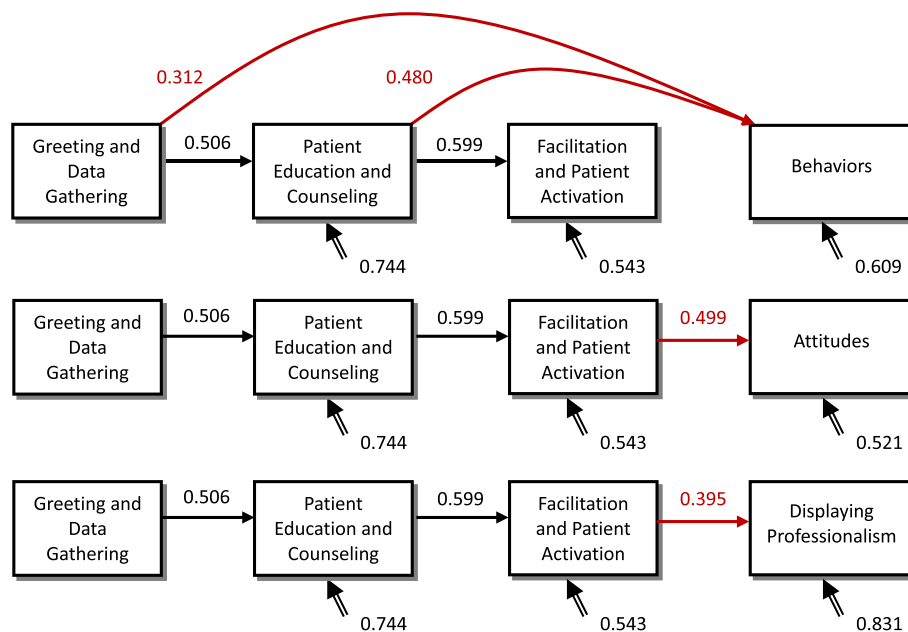 0.312
0.480
Greeting and
Data
Gathering
0.506
Patient
Education and
Counseling
0.599
Facilitation
and Patient
Activation
Behaviors
0.744
0.543
0.609
Greeting and
Data
Gathering
0.506
Patient
Education and
Counseling
0.599
Facilitation
and Patient
Activation
0.499
Attitudes
0.744
0.543
0.521
Greeting and
Data
Gathering
0.506
Patient
Education and
Counseling
0.599
Facilitation
and Patient
Activation
0.395
Displaying
Professionalism
0.744
0.543
0.831